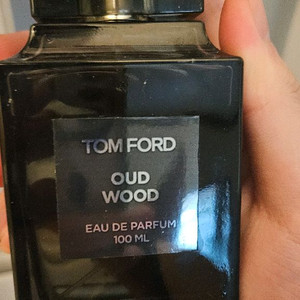 TOM FORD
OUD
WOOD
EAU DE PARFUM
100 ML